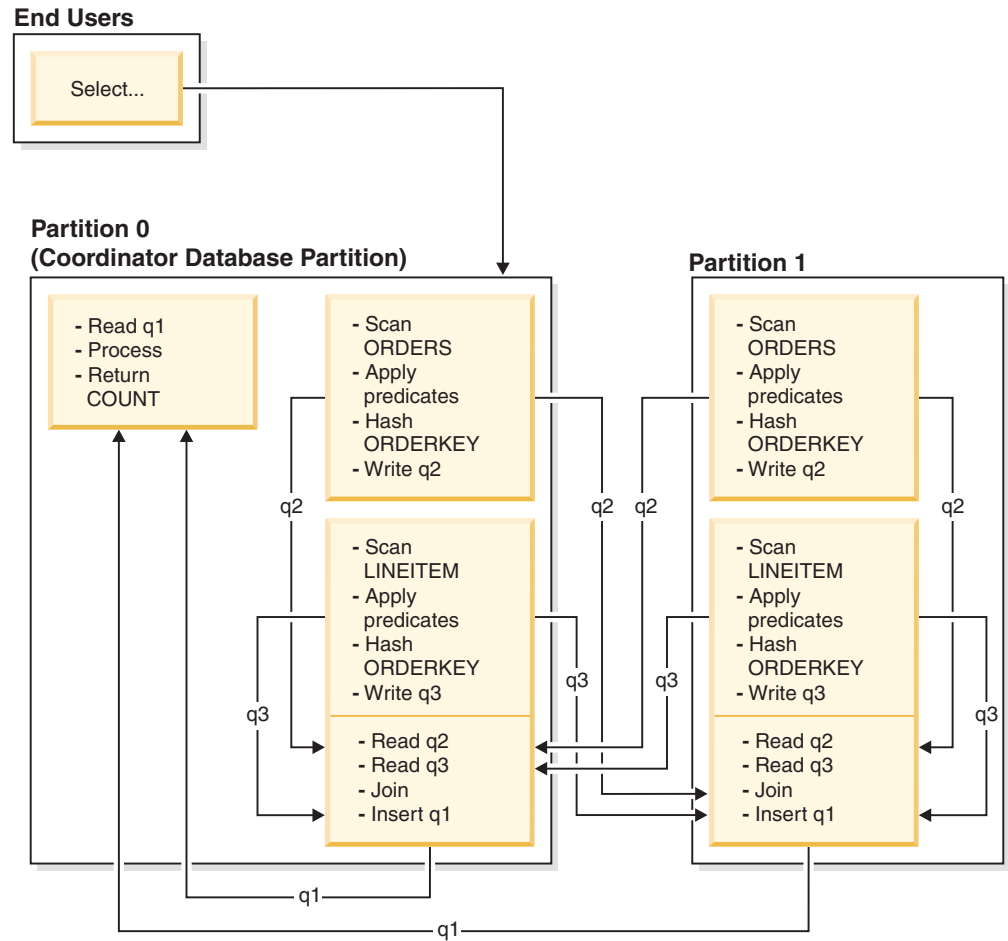 End Users
Select...
Partition 0
(Coordinator Database Partition)
- Read q1
- Process
- Return
COUNT
- Scan
ORDERS
- Apply
predicates
- Hash
ORDERKEY
- Write q2
- Scan
LINEITEM
- Apply
predicates
- Hash
ORDERKEY
- Write q3
- Read q2
- Read q3
- Join
- Insert q1
Partition 1
- Scan
ORDERS
- Apply
predicates
- Hash
ORDERKEY
- Write q2
- Scan
LINEITEM
- Apply
predicates
- Hash
ORDERKEY
- Write q3
- Read q2
- Read q3
- Join
- Insert q1
q2
q2
q2
q2
q3
q3
q3
q3
q1
q1